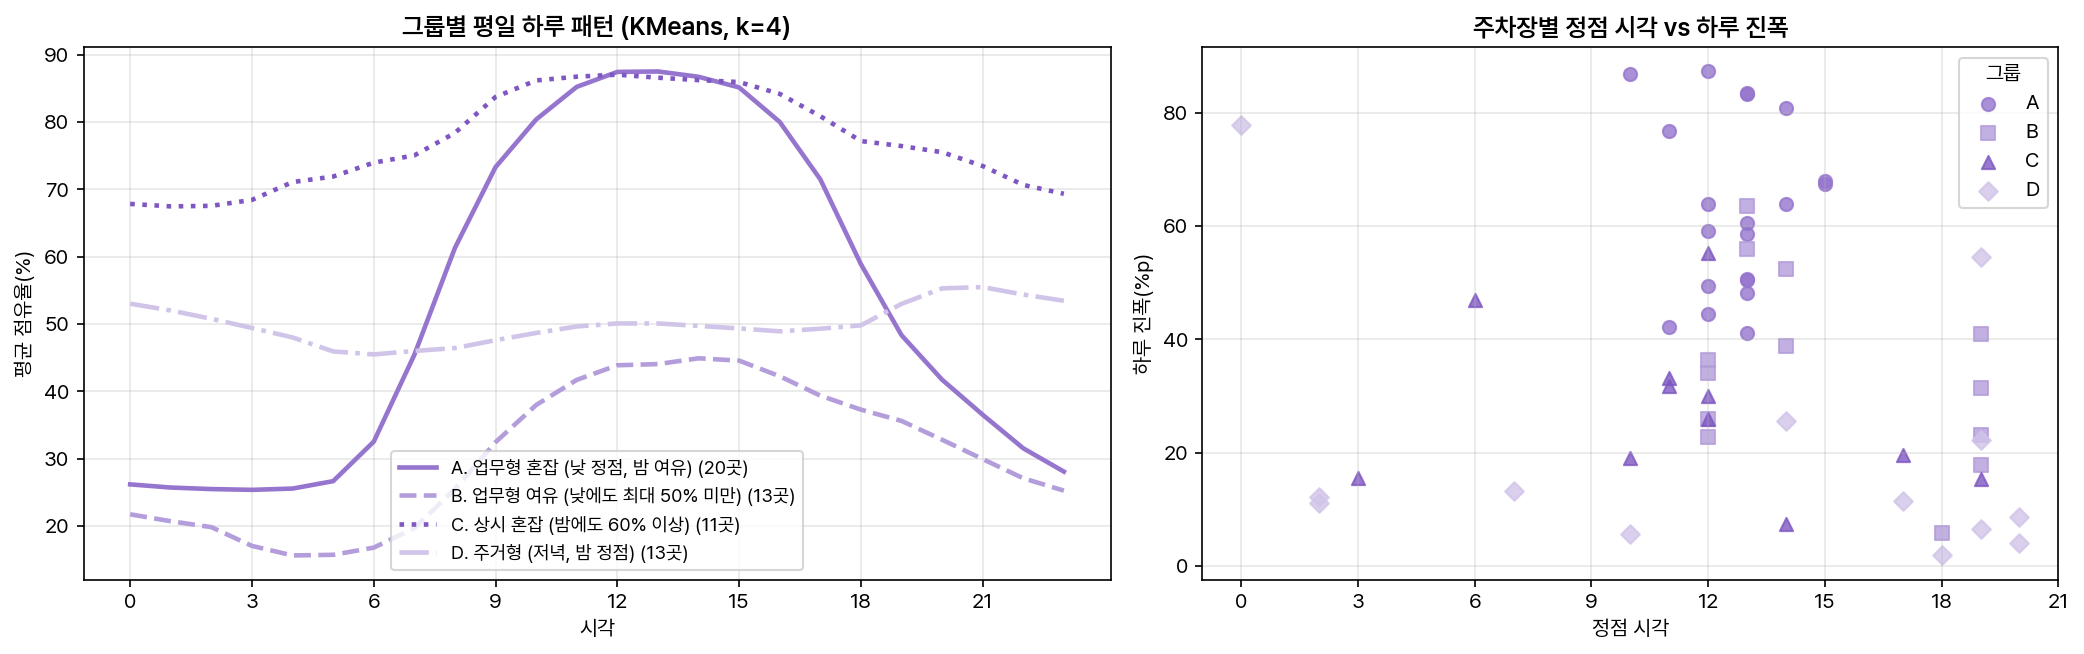 그룹별 평일 하루 패턴 (KMeans, k=4)
평균 점유율(%)
90
80
70
60
50
40
30
20
A. 업무형 혼잡 (낮 정점, 밤 여유) (20곳)
B. 업무형 여유 (낮에도 최대 50% 미만) (13곳)
C. 상시 혼잡 (밤에도 60% 이상) (11곳)
D. 주거형 (저녁, 밤 정점) (13곳)
0 3 6 9 12 15 18 21
시각
주차장별 정점 시각 vs 하루 진폭
하루 진폭(%p)
80
60
40
20
0
그룹
A
B
C
D
0 3 6 9 12 15 18 21
정점 시각